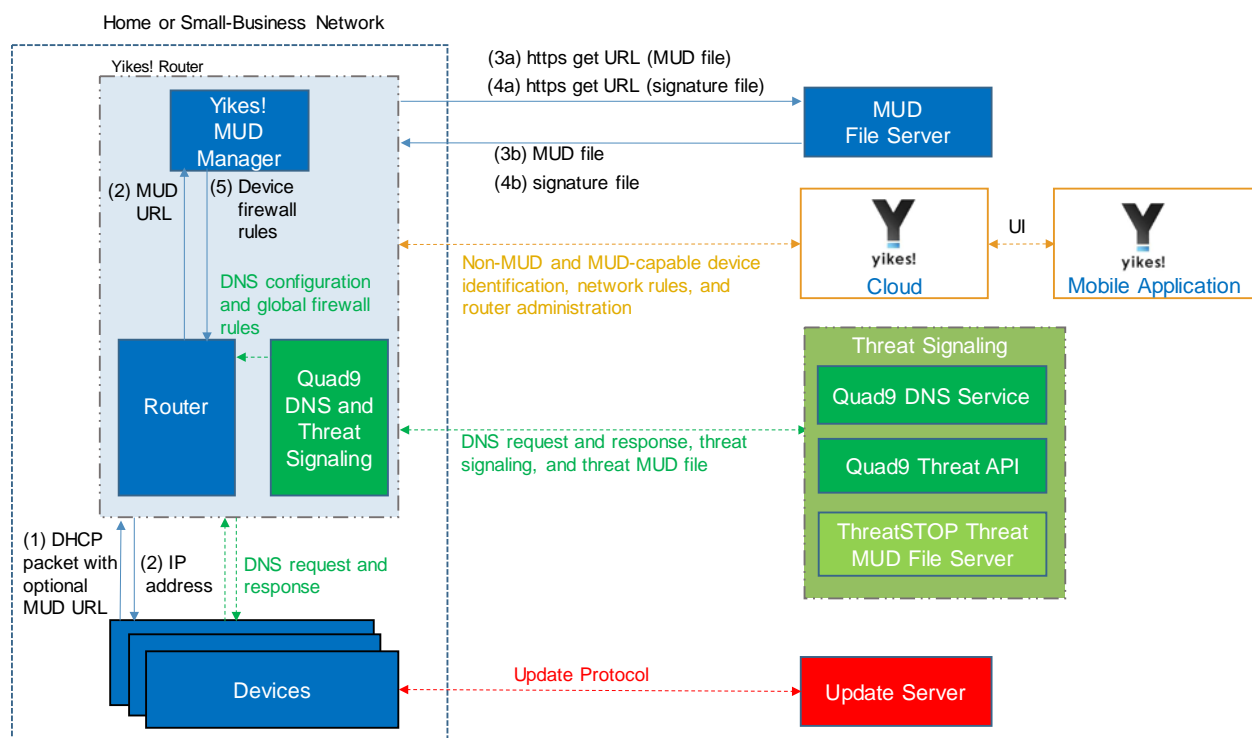 Home or Small-Business Network
Yikes! Router
Yikes!
MUD
Manager
(2) MUD
URL
(5) Device
firewall
rules
DNS configuration
and global firewall
rules
Router
Quad9
DNS and
Threat
Signaling
(3a) https get URL (MUD file)
(4a) https get URL (signature file)
(3b) MUD file
(4b) signature file
MUD
File Server
Non-MUD and MUD-capable device
identification, network rules, and
router administration
Y
yikes!
Cloud
UI
Y
yikes!
Mobile Application
DNS request and response, threat
signaling, and threat MUD file
Threat Signaling
Quad9 DNS Service
Quad9 Threat API
ThreatSTOP Threat
MUD File Server
(1) DHCP
packet with
optional
MUD URL
(2) IP
address
DNS request and
response
Devices
Update Protocol
Update Server